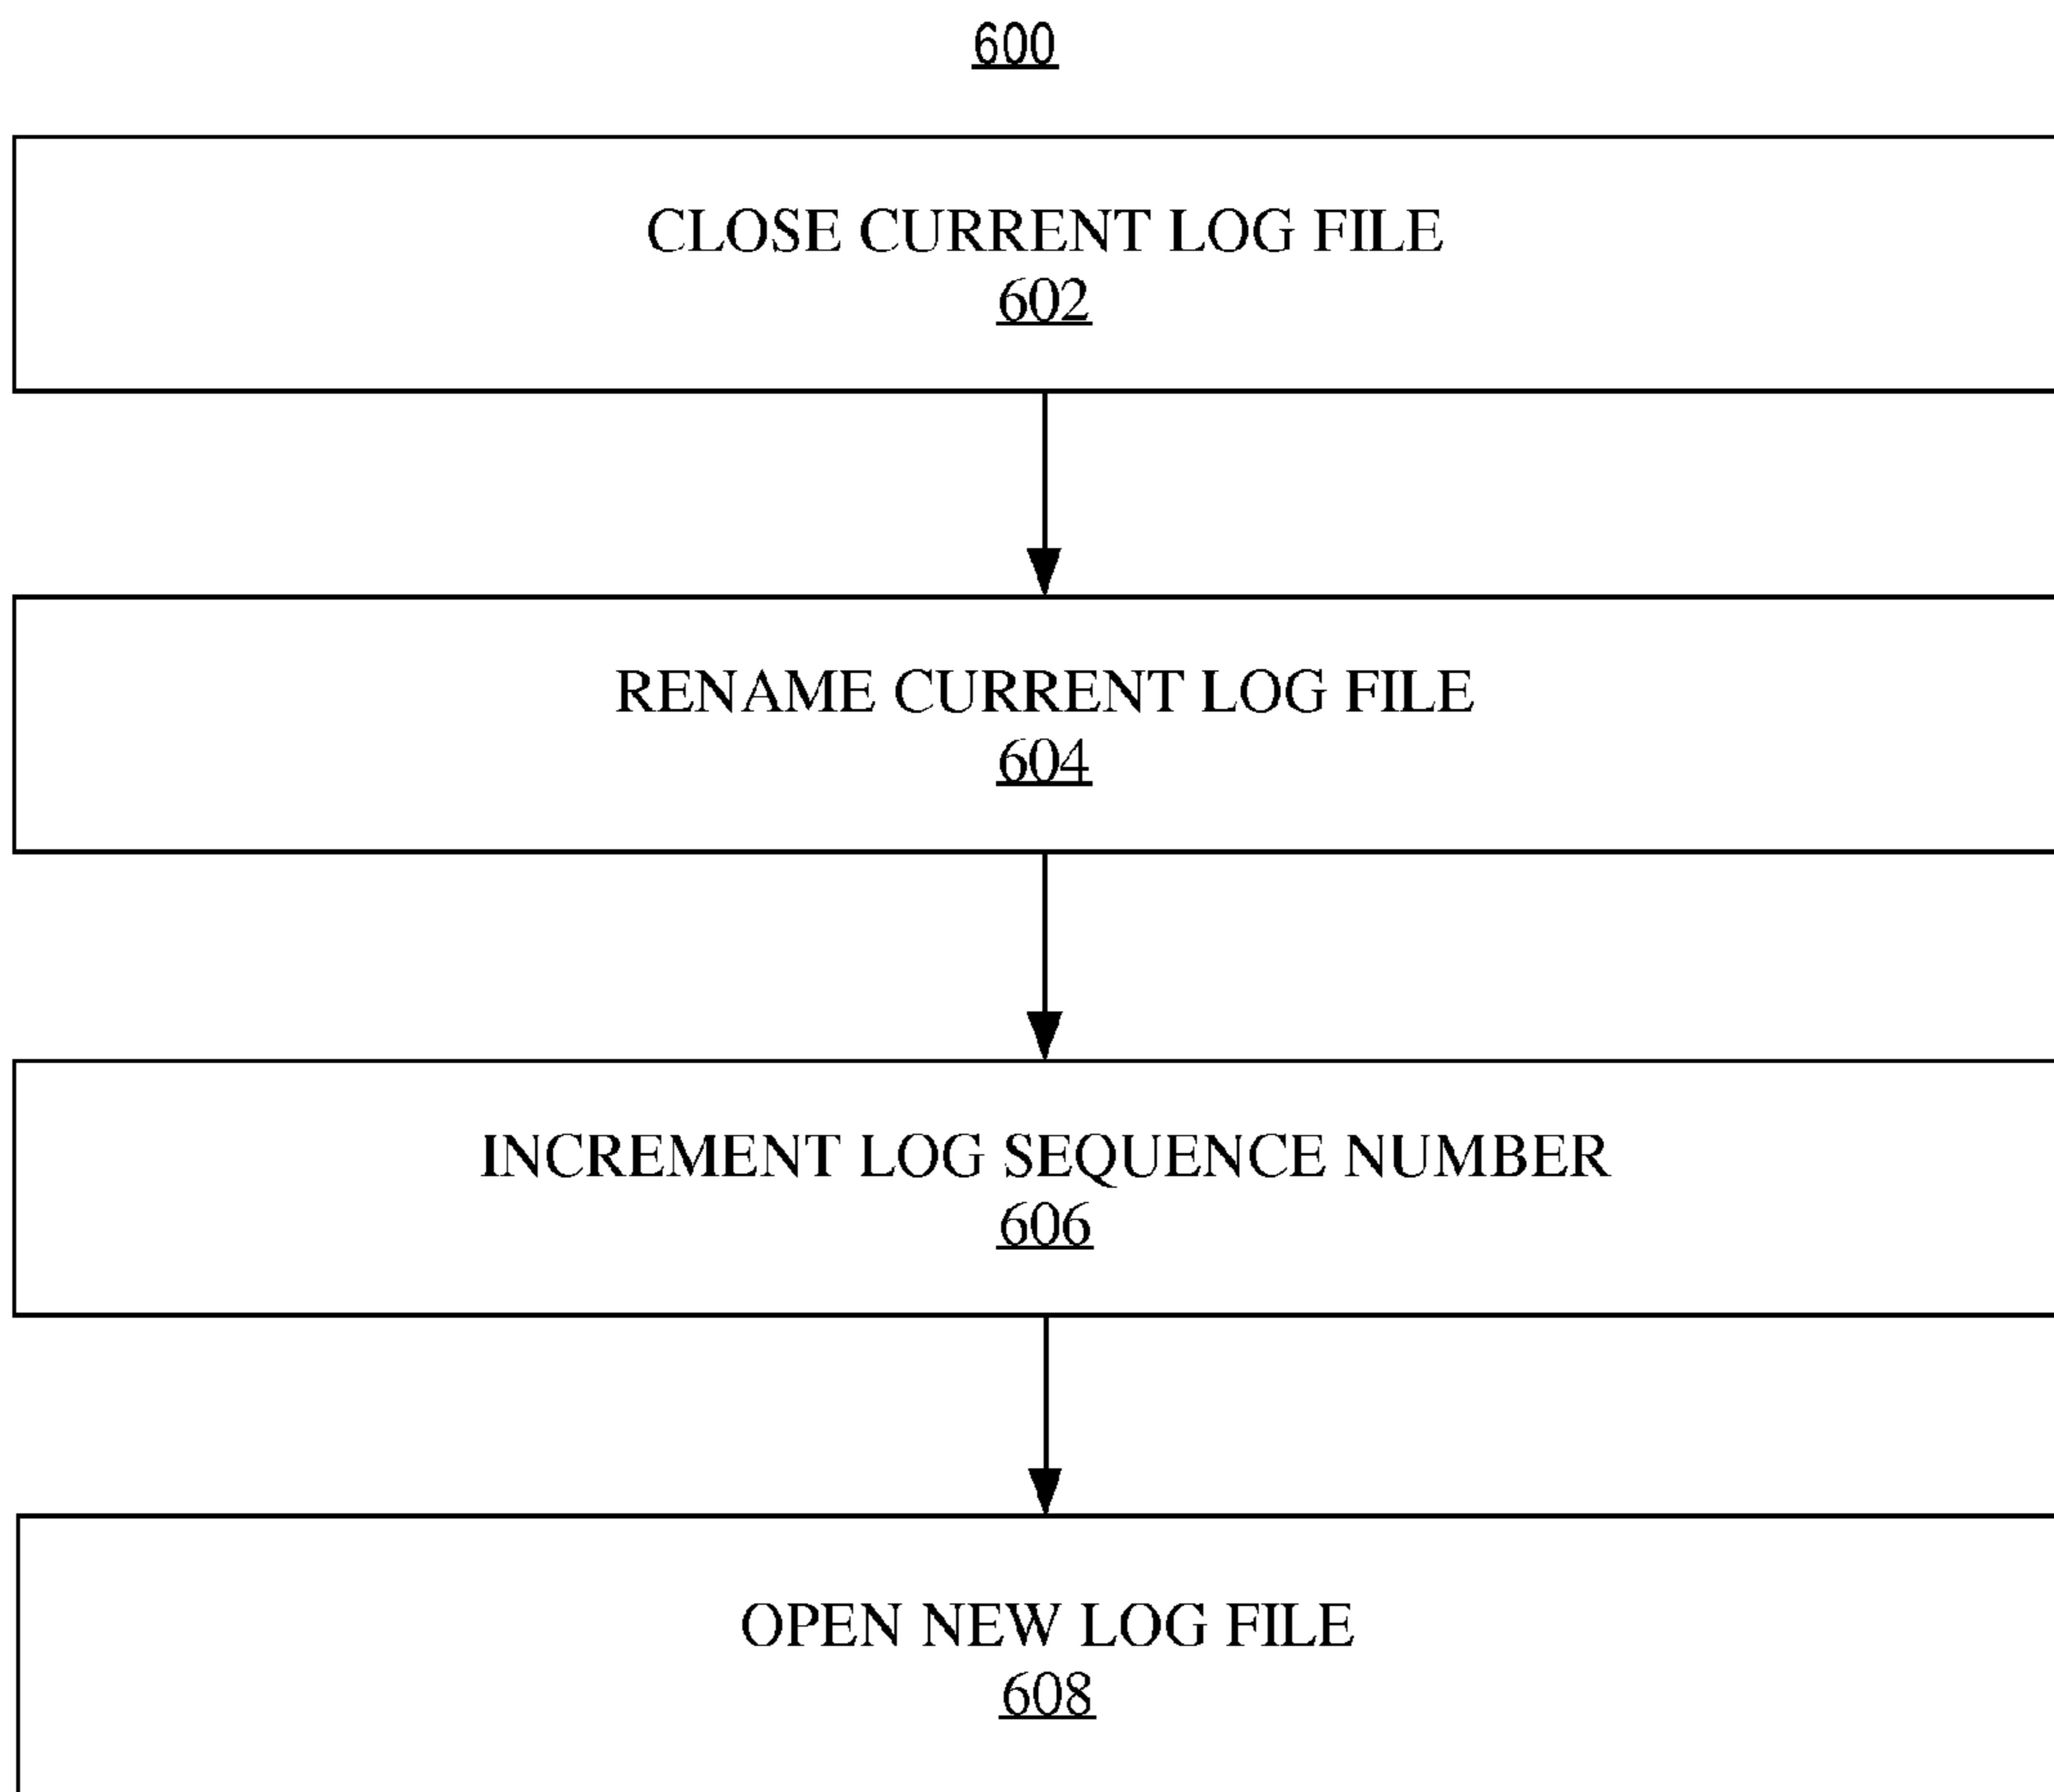 600
CLOSE CURRENT LOG FILE
602
RENAME CURRENT LOG FILE
604
INCREMENT LOG SEQUENCE NUMBER
606
OPEN NEW LOG FILE
608